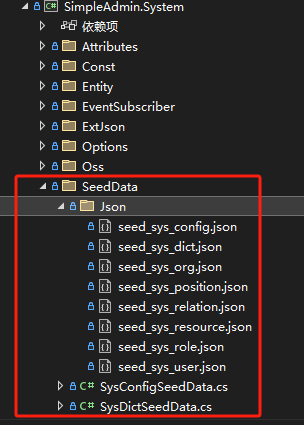 SimpleAdmin.System
依赖项
Attributes
Const
Entity
EventSubscriber
ExtJson
Options
Oss
SeedData
Json
seed_sys_config.json
seed_sys_dict.json
seed_sys_org.json
seed_sys_position.json
seed_sys_relation.json
seed_sys_resource.json
seed_sys_role.json
seed_sys_user.json
C# SysConfigSeedData.cs
C# SysDictSeedData.cs